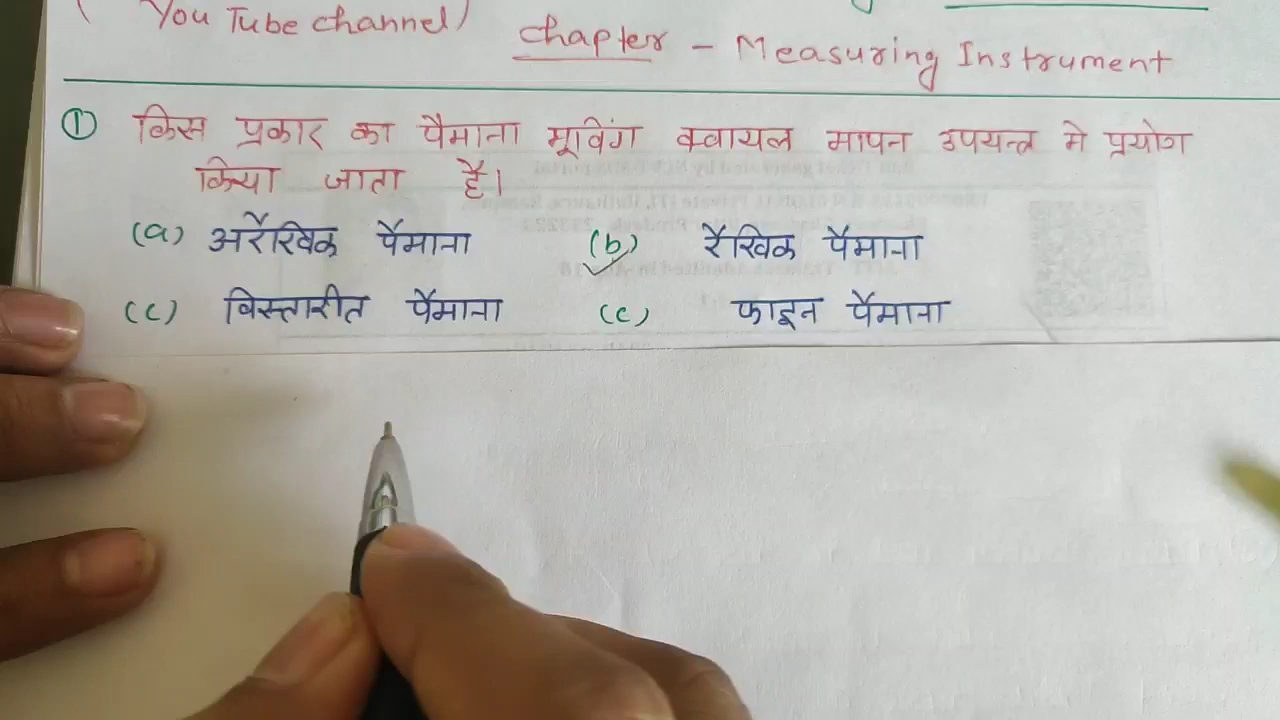 ( You Tube channel)
Chapter - Measuring Instrument
① किस प्रकार का पैमाना मूविंग क्वायल मापन उपयन्त्र मे प्रयोग
किया जाता है।
(a) अरैखिक पैमाना (b) रैखिक पैमाना
(c) विस्तारीत पैमाना (c) फाइन पैमाना